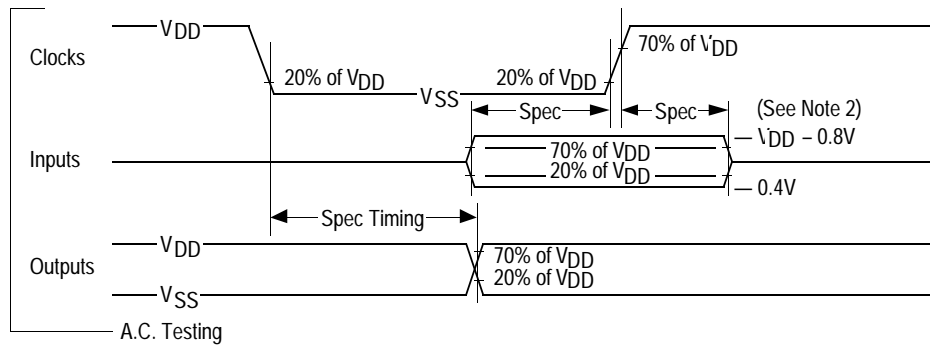 VDD
Clocks
70% of VDD
20% of VDD
20% of VDD
VSS
Spec
Spec
(See Note 2)
VDD – 0.8V
Inputs
70% of VDD
20% of VDD
0.4V
Spec Timing
VDD
Outputs
70% of VDD
20% of VDD
VSS
A.C. Testing